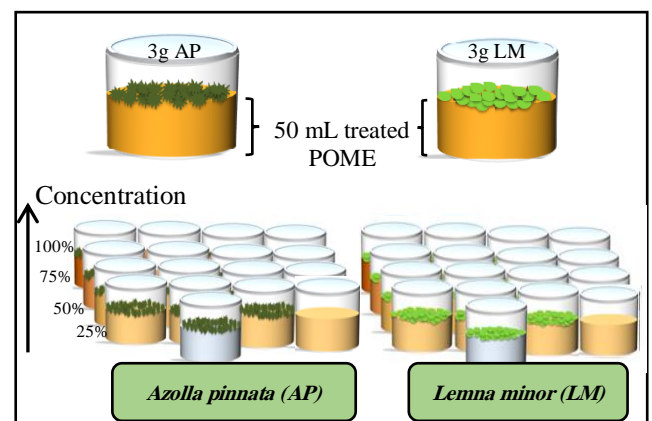 3g AP
3g LM
50 mL treated
POME
Concentration
100%
75%
50%
25%
Azolla pinnata (AP)
Lemna minor (LM)